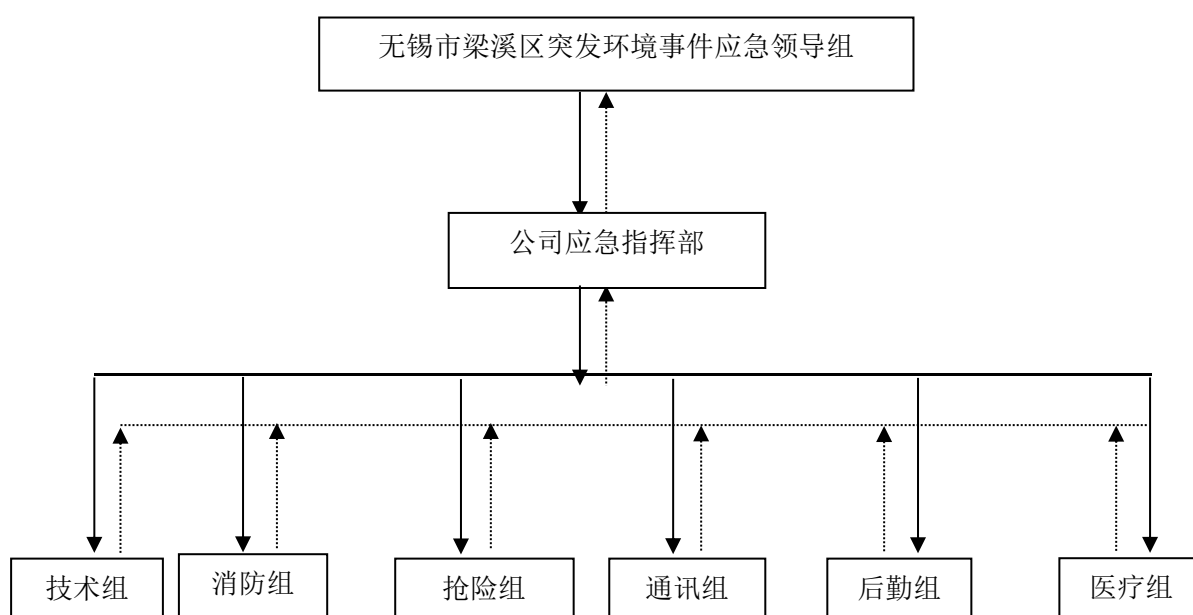 无锡市梁溪区突发环境事件应急领导组
公司应急指挥部
技术组
消防组
抢险组
通讯组
后勤组
医疗组